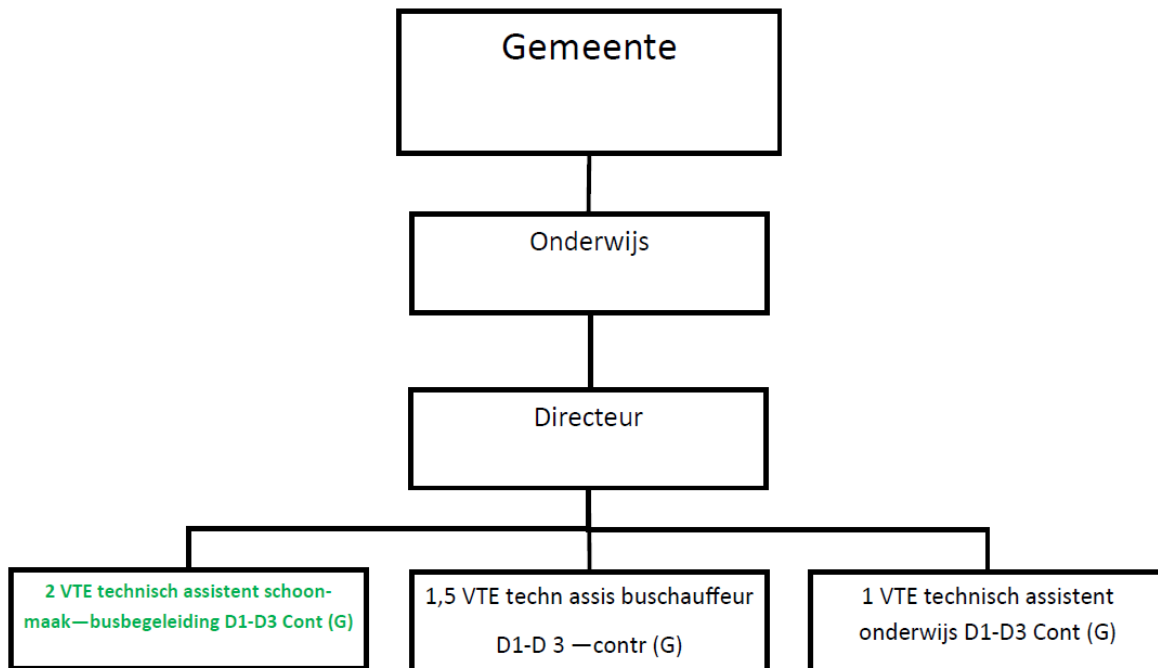 Gemeente
Onderwijs
Directeur
2 VTE technisch assistent schoon-
maak—busbegeleiding D1-D3 Cont (G)
1,5 VTE techn assis buschauffeur
D1-D 3 —contr (G)
1 VTE technisch assistent
onderwijs D1-D3 Cont (G)